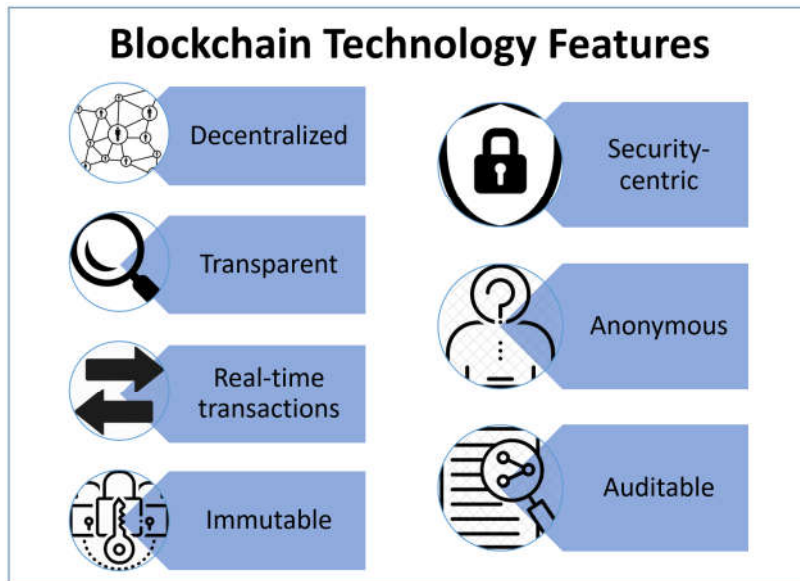 Blockchain Technology Features
Decentralized
Transparent
Real-time
transactions
Immutable
Security-
centric
Anonymous
Auditable